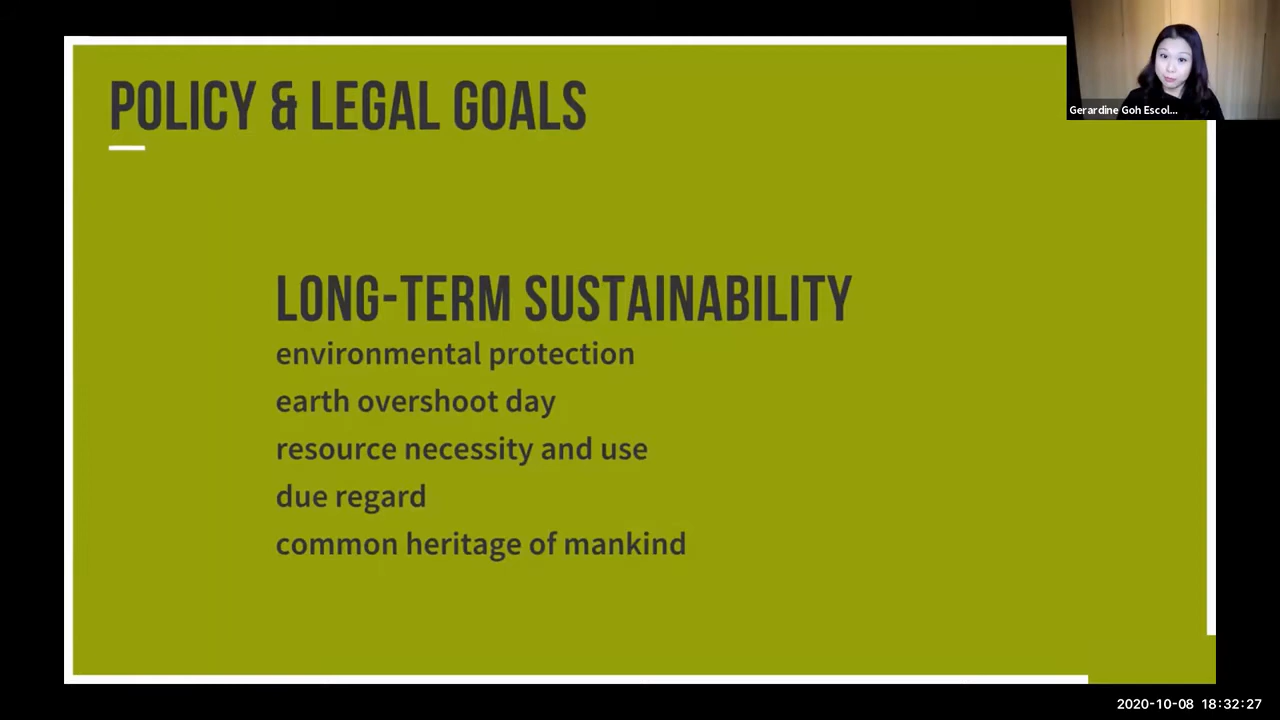 POLICY & LEGAL GOALS
Gerardine Goh Escol...
LONG-TERM SUSTAINABILITY
environmental protection
earth overshoot day
resource necessity and use
due regard
common heritage of mankind
2020-10-08 18:32:27